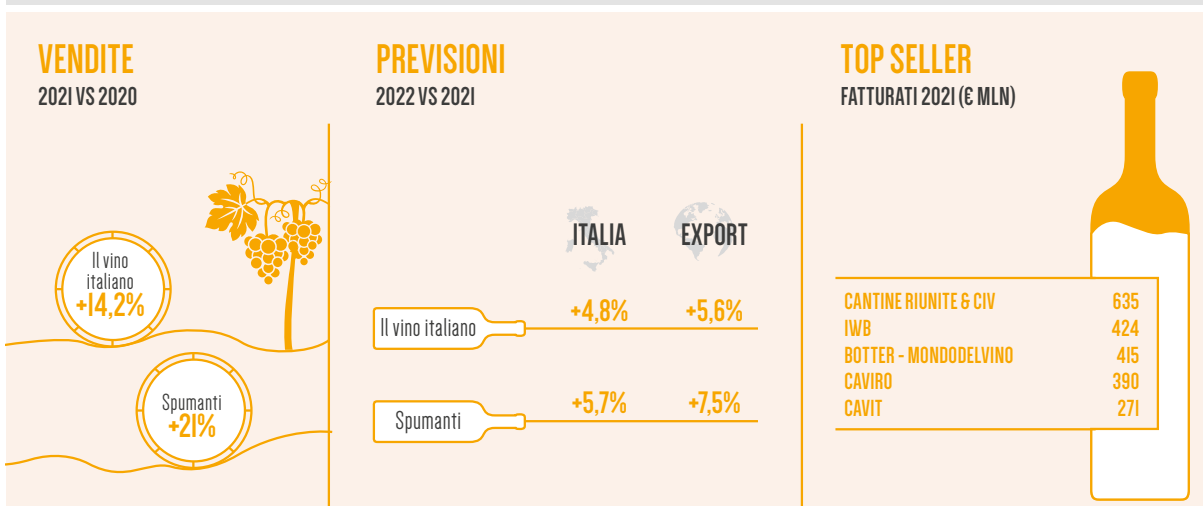 VENDITE
2021 VS 2020
Il vino
italiano
+14,2%
Spumanti
+21%
PREVISIONI
2022 VS 2021
ITALIA EXPORT
Il vino italiano +4,8% +5,6%
Spumanti +5,7% +7,5%
TOP SELLER
FATTURATI 2021 (€ MLN)
CANTINE RIUNITE & CIV 635
IWB 424
BOTTER - MONDODELVINO 415
CAVIRO 390
CAVIT 271